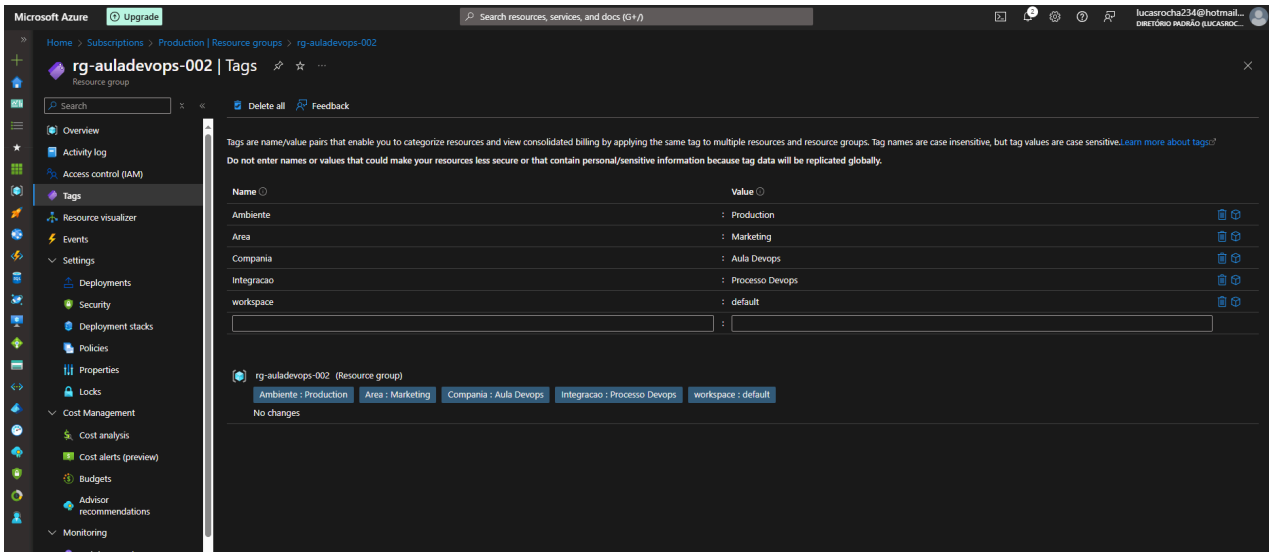 Microsoft Azure
Upgrade
Search resources, services, and docs (G+/)
2
lucasrocha234@hotmail...
DIRETÓRIO PADRÃO (LUCASROC...
Home > Subscriptions > Production | Resource groups > rg-auladevops-002
rg-auladevops-002 | Tags
Resource group
Search
Overview
Activity log
Access control (IAM)
Tags
Resource visualizer
Events
Settings
Deployments
Security
Deployment stacks
Policies
Properties
Locks
Cost Management
Cost analysis
Cost alerts (preview)
Budgets
Advisor
recommendations
Monitoring
Delete all
Feedback
Tags are name/value pairs that enable you to categorize resources and view consolidated billing by applying the same tag to multiple resources and resource groups. Tag names are case insensitive, but tag values are case sensitive.Learn more about tags
Do not enter names or values that could make your resources less secure or that contain personal/sensitive information because tag data will be replicated globally.
Name Value
Ambiente : Production
Area : Marketing
Compania : Aula Devops
Integracao : Processo Devops
workspace : default
:
rg-auladevops-002 (Resource group)
Ambiente : Production Area : Marketing Compania : Aula Devops Integracao : Processo Devops workspace : default
No changes